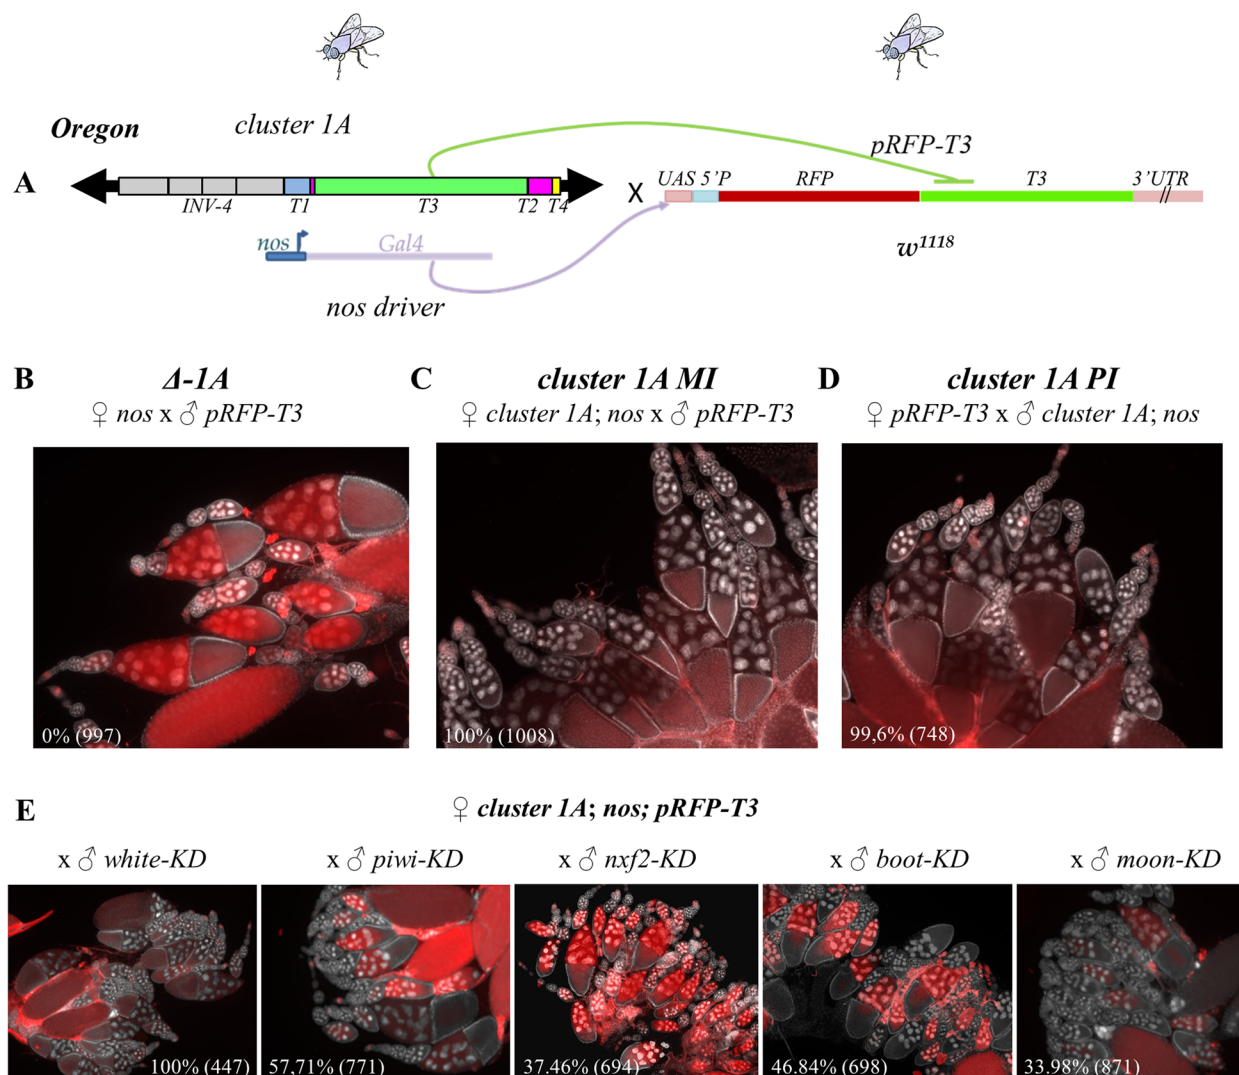 Oregon
cluster 1A
pRFP-T3
A
X
UAS 5'P RFP T3 3'UTR
INV-4 T1 T3 T2 T4
nos Gal4
w1118
nos driver
B Δ-1A
♀ nos x ♂ pRFP-T3
0% (997)
C cluster 1A MI
♀ cluster 1A; nos x ♂ pRFP-T3
100% (1008)
D cluster 1A PI
♀ pRFP-T3 x ♂ cluster 1A; nos
99,6% (748)
E ♀ cluster 1A; nos; pRFP-T3
x ♂ white-KD
x ♂ piwi-KD
x ♂ nxf2-KD
x ♂ boot-KD
x ♂ moon-KD
100% (447)
57,71% (771)
37.46% (694)
46.84% (698)
33.98% (871)